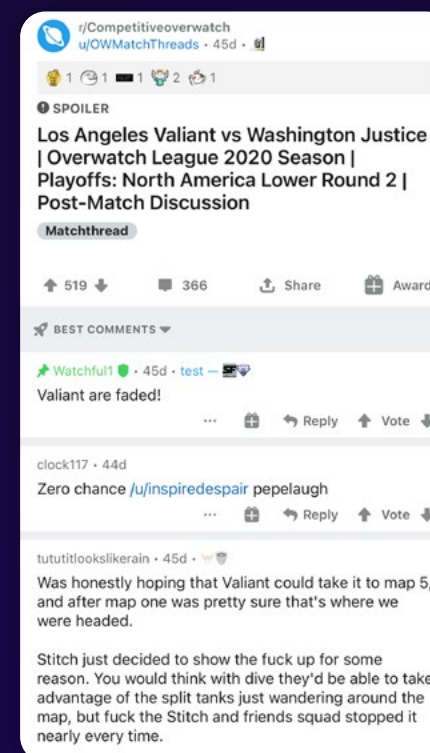 r/Competitiveoverwatch
u/OWMatchThreads • 45d •
1 1 1 2 1
SPOILER
Los Angeles Valiant vs Washington Justice
| Overwatch League 2020 Season |
Playoffs: North America Lower Round 2 |
Post-Match Discussion
Matchthread
519 366 Share Award
BEST COMMENTS
Watchful1 • 45d • test —
Valiant are faded!
... Reply Vote
clock117 • 44d
Zero chance /u/inspiredespair pepelaugh
... Reply Vote
tututitlookslikerain • 45d •
Was honestly hoping that Valiant could take it to map 5,
and after map one was pretty sure that's where we
were headed.
Stitch just decided to show the fuck up for some
reason. You would think with dive they'd be able to take
advantage of the split tanks just wandering around the
map, but fuck the Stitch and friends squad stopped it
nearly every time.